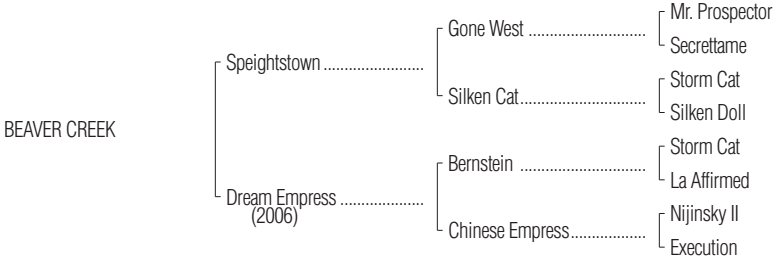 Mr. Prospector
Gone West ..............................
Secrettame
Speightstown .........................
Storm Cat
Silken Cat................................
Silken Doll
BEAVER CREEK
Storm Cat
Bernstein ................................
La Affirmed
Dream Empress .....................
(2006)
Nijinsky II
Chinese Empress...................
Execution